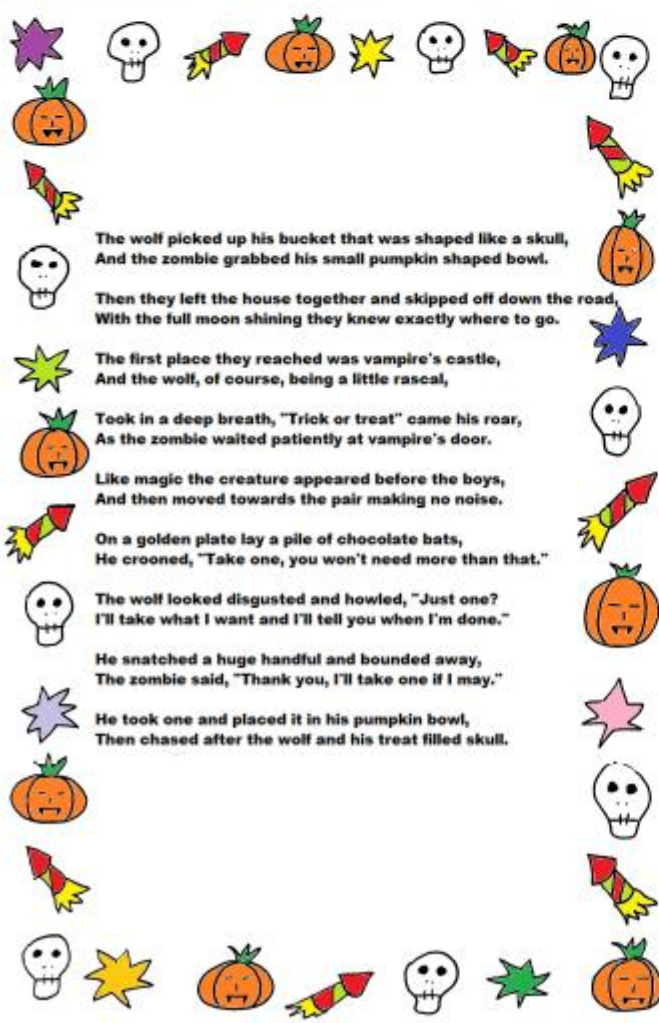 The wolf picked up his bucket that was shaped like a skull,
And the zombie grabbed his small pumpkin shaped bowl.
Then they left the house together and skipped off down the road,
With the full moon shining they knew exactly where to go.
The first place they reached was vampire's castle,
And the wolf, of course, being a little rascal,
Took in a deep breath, "Trick or treat" came his roar,
As the zombie waited patiently at vampire's door.
Like magic the creature appeared before the boys,
And then moved towards the pair making no noise.
On a golden plate lay a pile of chocolate bats,
He crooned, "Take one, you won't need more than that."
The wolf looked disgusted and howled, "Just one?
I'll take what I want and I'll tell you when I'm done."
He snatched a huge handful and bounded away,
The zombie said, "Thank you, I'll take one if I may."
He took one and placed it in his pumpkin bowl,
Then chased after the wolf and his treat filled skull.